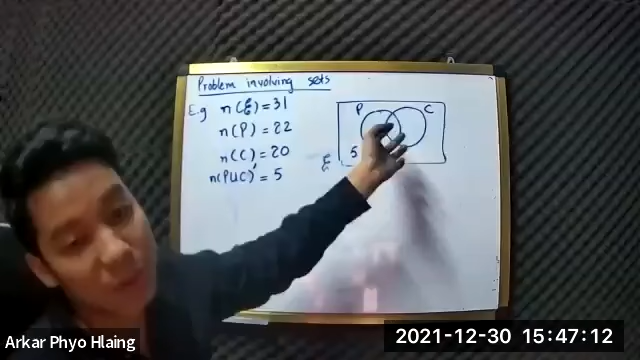 Problem involving sets
E.g n(ℰ) = 31
n(P) = 22
n(C) = 20
n(PUC)' = 5
P C
5
ℰ
Arkar Phyo Hlaing
2021-12-30 15:47:12